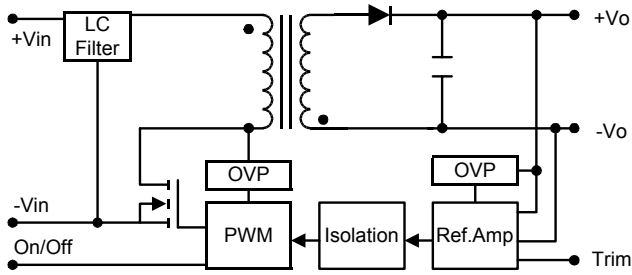 +Vin
LC
Filter
+Vo
-Vo
OVP
OVP
-Vin
On/Off
PWM
Isolation
Ref.Amp
Trim